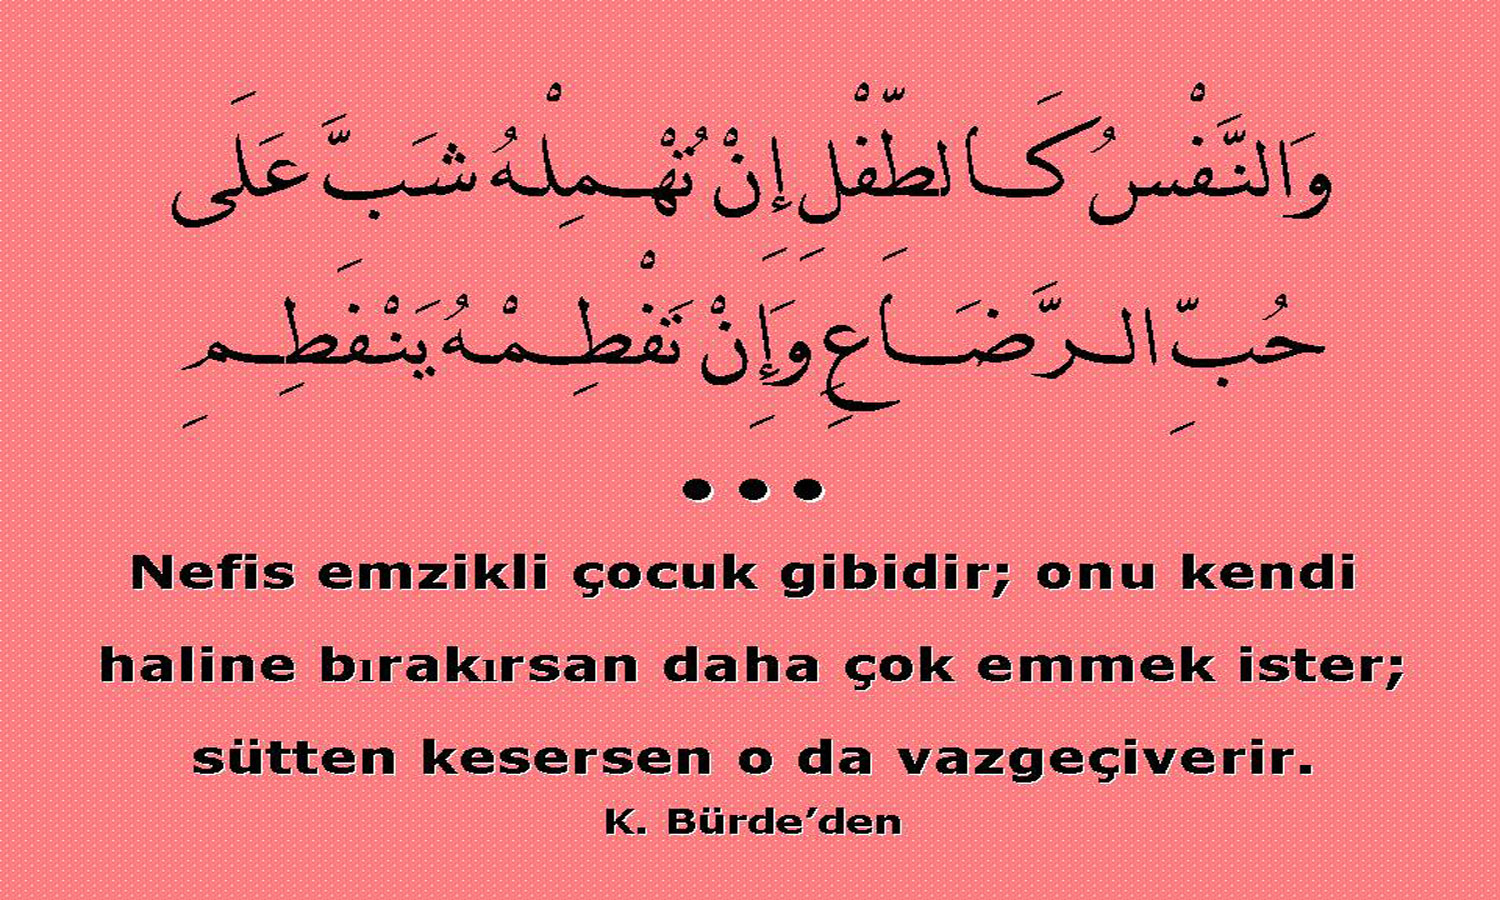 وَالنَّفْسُ كَالطِّفْلِ إِنْ تُهْمِلْهُ شَبَّ عَلَى
حُبِّ الرَّضَاعِ وَإِنْ تَفْطِمْهُ يَنْفَطِمِ
•••
Nefis emzikli çocuk gibidir; onu kendi
haline bırakırsan daha çok emmek ister;
sütten kesersen o da vazgeçiverir.
K. Bürde’den